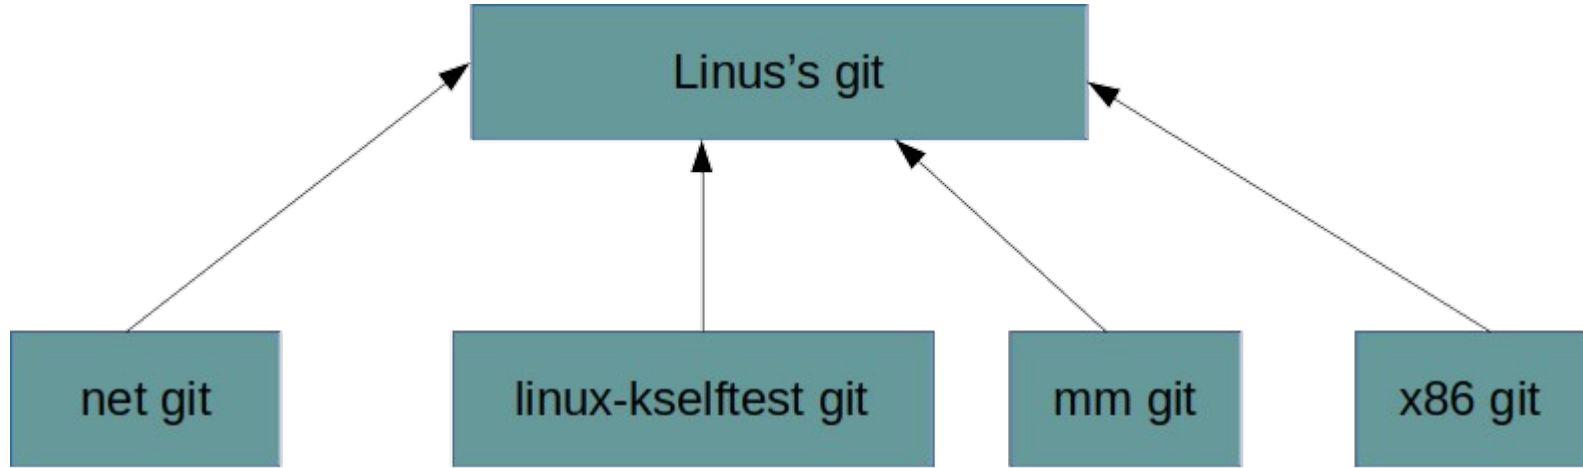 Linus’s git
net git
linux-kselftest git
mm git
x86 git